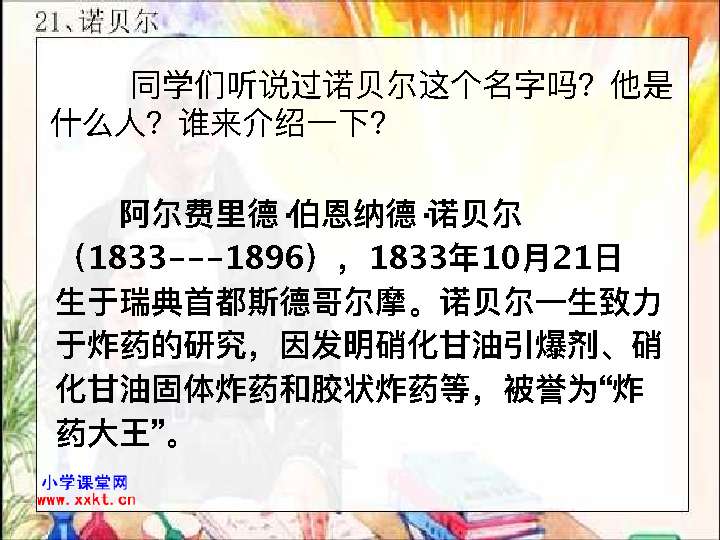 21、诺贝尔
同学们听说过诺贝尔这个名字吗？他是
什么人？谁来介绍一下？
阿尔费里德·伯恩纳德·诺贝尔
（1833---1896），1833年10月21日
生于瑞典首都斯德哥尔摩。诺贝尔一生致力
于炸药的研究，因发明硝化甘油引爆剂、硝
化甘油固体炸药和胶状炸药等，被誉为“炸
药大王”。
小学课堂网
www.xxkt.cn